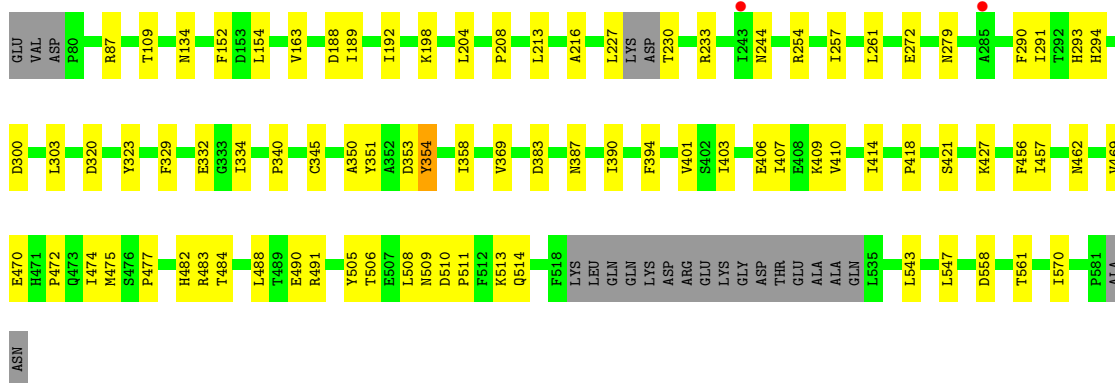 GLU VAL ASP P80 R87 T109 N134 F152 D153 L154 V163 D188 I189 I192 K198 L204 P208 L213 A216 L227 LYS ASP T230 R233 I243 N244 R254 I257 L261 E272 N279 A285 F290 I291 T292 H293 H294
D300 L303 D320 Y323 F329 E332 G333 I334 P340 C345 A350 Y351 A352 D353 Y354 I358 V369 D383 N387 I390 F394 V401 S402 I403 E406 I407 E408 K409 V410 I414 P418 S421 K427 F456 I457 N462 V469
E470 H471 P472 Q473 I474 M475 S476 P477 H482 R483 T484 L488 T489 E490 R491 Y505 T506 E507 L508 N509 D510 P511 F512 K513 Q514 F518 LYS LEU GLN GLN LYS ASP ARG GLU LYS GLY ASP THR GLU ALA ALA GLN L535 L543 L547 D558 T561 I570 P581 ALA
ASN